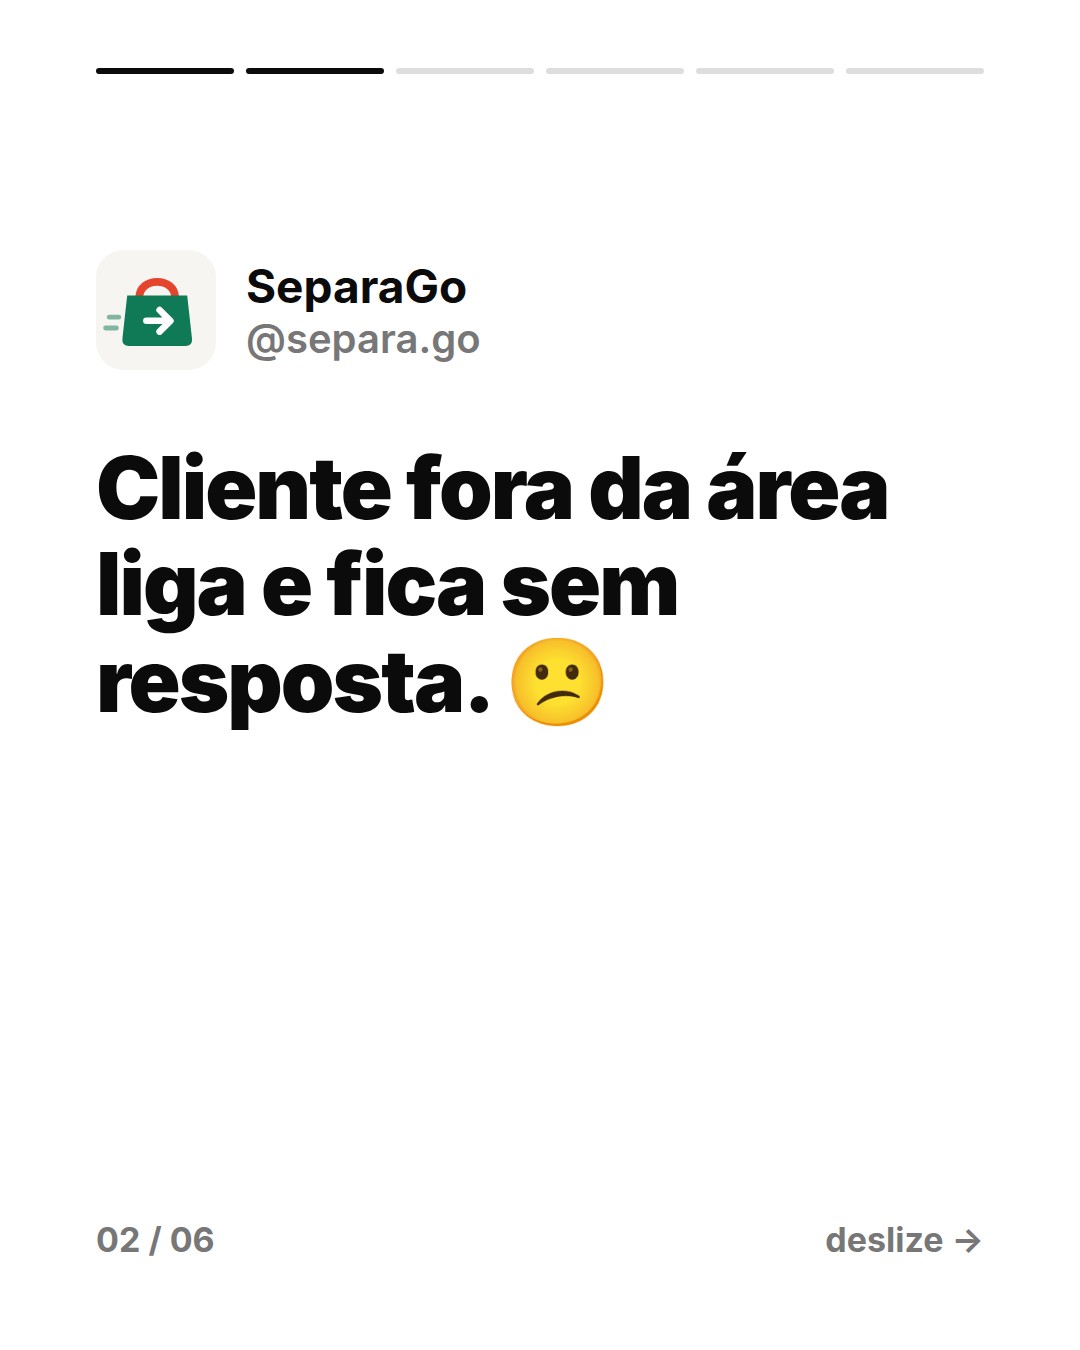 SeparaGo
@separa.go
Cliente fora da área
liga e fica sem
resposta. 😕
02 / 06
deslize →